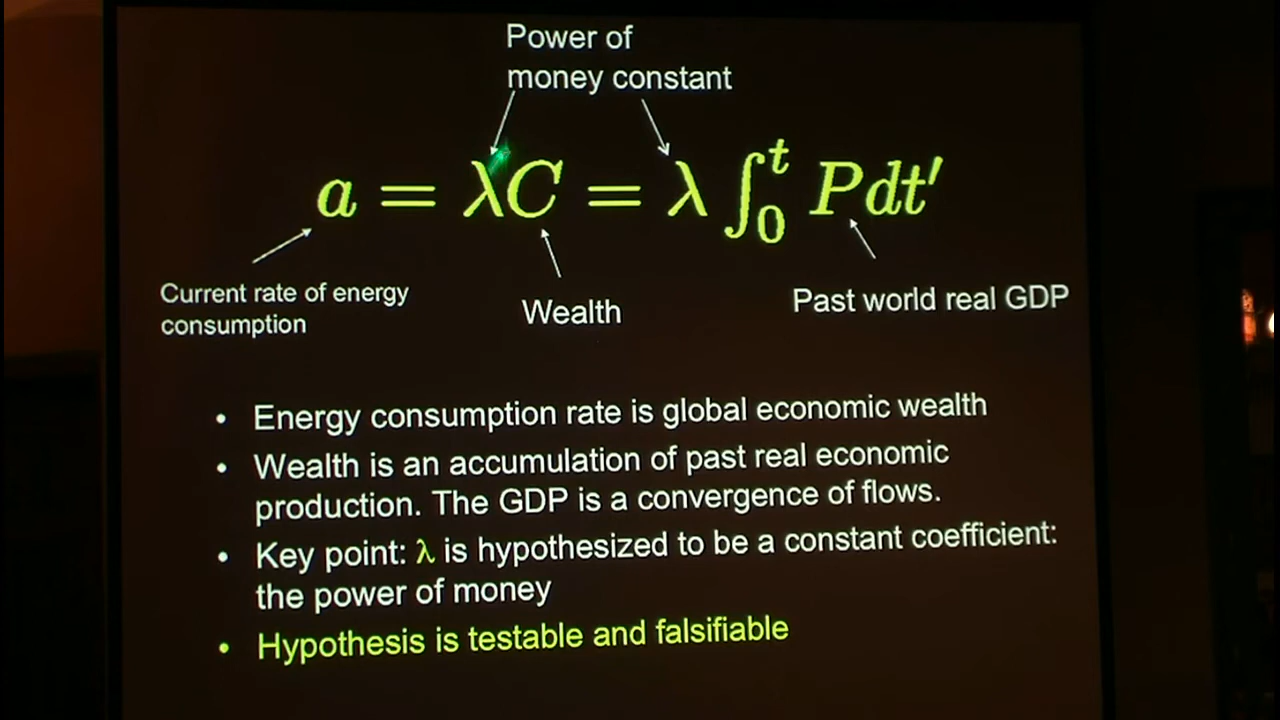 Power of
money constant
a = λC = λ ∫₀ᵗ Pdt′
Current rate of energy
consumption
Wealth
Past world real GDP
• Energy consumption rate is global economic wealth
• Wealth is an accumulation of past real economic
production. The GDP is a convergence of flows.
• Key point: λ is hypothesized to be a constant coefficient:
the power of money
• Hypothesis is testable and falsifiable